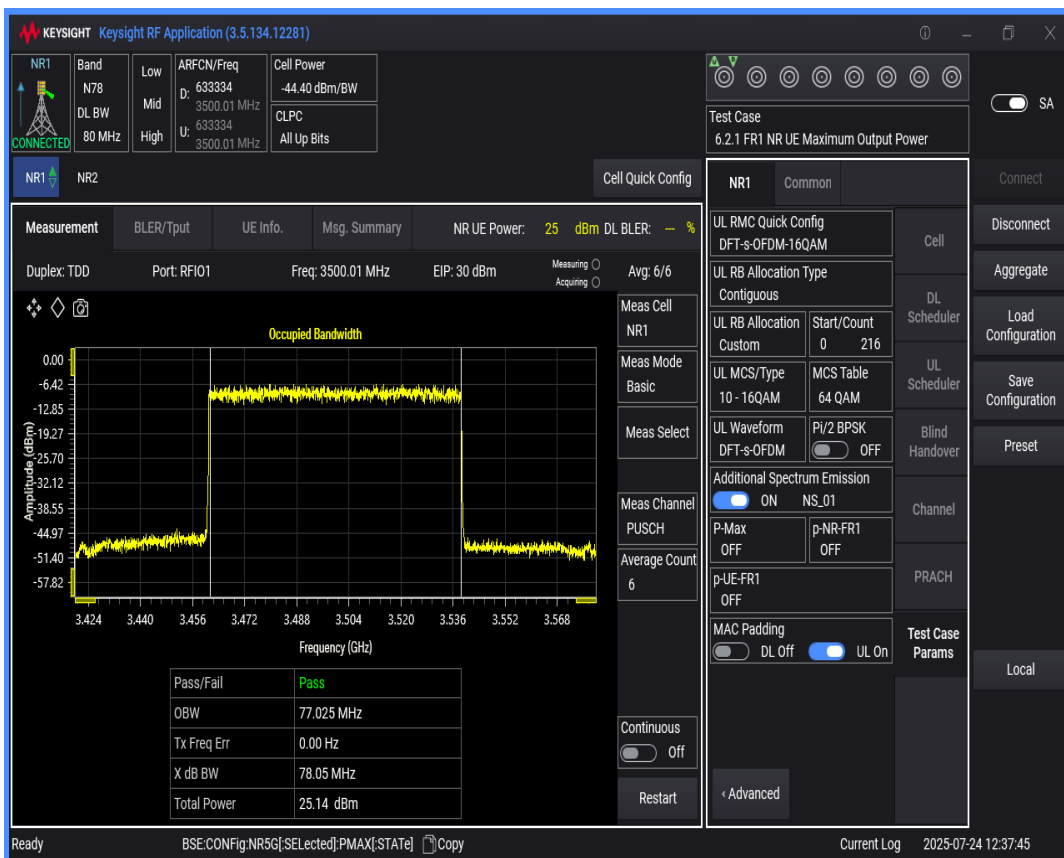 KEYSIGHT Keysight RF Application (3.5.134.12281)
NR1
CONNECTED
Band
N78
DL BW
80 MHz
Low
Mid
High
ARFCN/Freq
D: 633334
3500.01 MHz
U: 633334
3500.01 MHz
Cell Power
-44.40 dBm/BW
CLPC
All Up Bits
Test Case
6.2.1 FR1 NR UE Maximum Output Power
SA
NR1
NR2
Cell Quick Config
Measurement
BLER/Tput
UE Info.
Msg. Summary
NR UE Power: 25 dBm DL BLER: — %
Duplex: TDD
Port: RFIO1
Freq: 3500.01 MHz
EIP: 30 dBm
Measuring
Acquiring
Avg: 6/6
Occupied Bandwidth
Amplitude (dBm)
0.00
-6.42
-12.85
-19.27
-25.70
-32.12
-38.55
-44.97
-51.40
-57.82
3.424 3.440 3.456 3.472 3.488 3.504 3.520 3.536 3.552 3.568
Frequency (GHz)
Pass/Fail Pass
OBW 77.025 MHz
Tx Freq Err 0.00 Hz
X dB BW 78.05 MHz
Total Power 25.14 dBm
Meas Cell
NR1
Meas Mode
Basic
Meas Select
Meas Channel
PUSCH
Average Count
6
Continuous
Off
Restart
NR1
Common
UL RMC Quick Config
DFT-s-OFDM-16QAM
UL RB Allocation Type
Contiguous
UL RB Allocation
Custom
Start/Count
0 216
UL MCS/Type
10 - 16QAM
MCS Table
64 QAM
UL Waveform
DFT-s-OFDM
Pi/2 BPSK
OFF
Additional Spectrum Emission
ON NS_01
P-Max
OFF
p-NR-FR1
OFF
p-UE-FR1
OFF
MAC Padding
DL Off UL On
‹ Advanced
Cell
DL
Scheduler
UL
Scheduler
Blind
Handover
Channel
PRACH
Test Case
Params
Connect
Disconnect
Aggregate
Load
Configuration
Save
Configuration
Preset
Local
Ready
BSE:CONFig:NR5G[:SELected]:PMAX[:STATe]
Copy
Current Log
2025-07-24 12:37:45